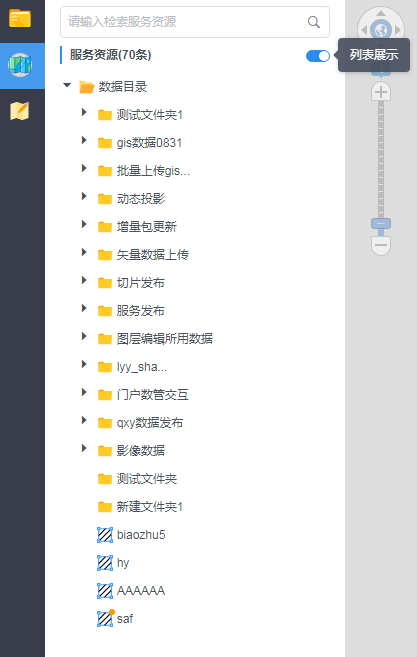 请输入检索服务资源
服务资源(70条)
列表展示
数据目录
测试文件夹1
gis数据0831
批量上传gis...
动态投影
增量包更新
矢量数据上传
切片发布
服务发布
图层编辑所用数据
lyy_sha...
门户数管交互
qxy数据发布
影像数据
测试文件夹
新建文件夹1
biaozhu5
hy
AAAAAA
saf